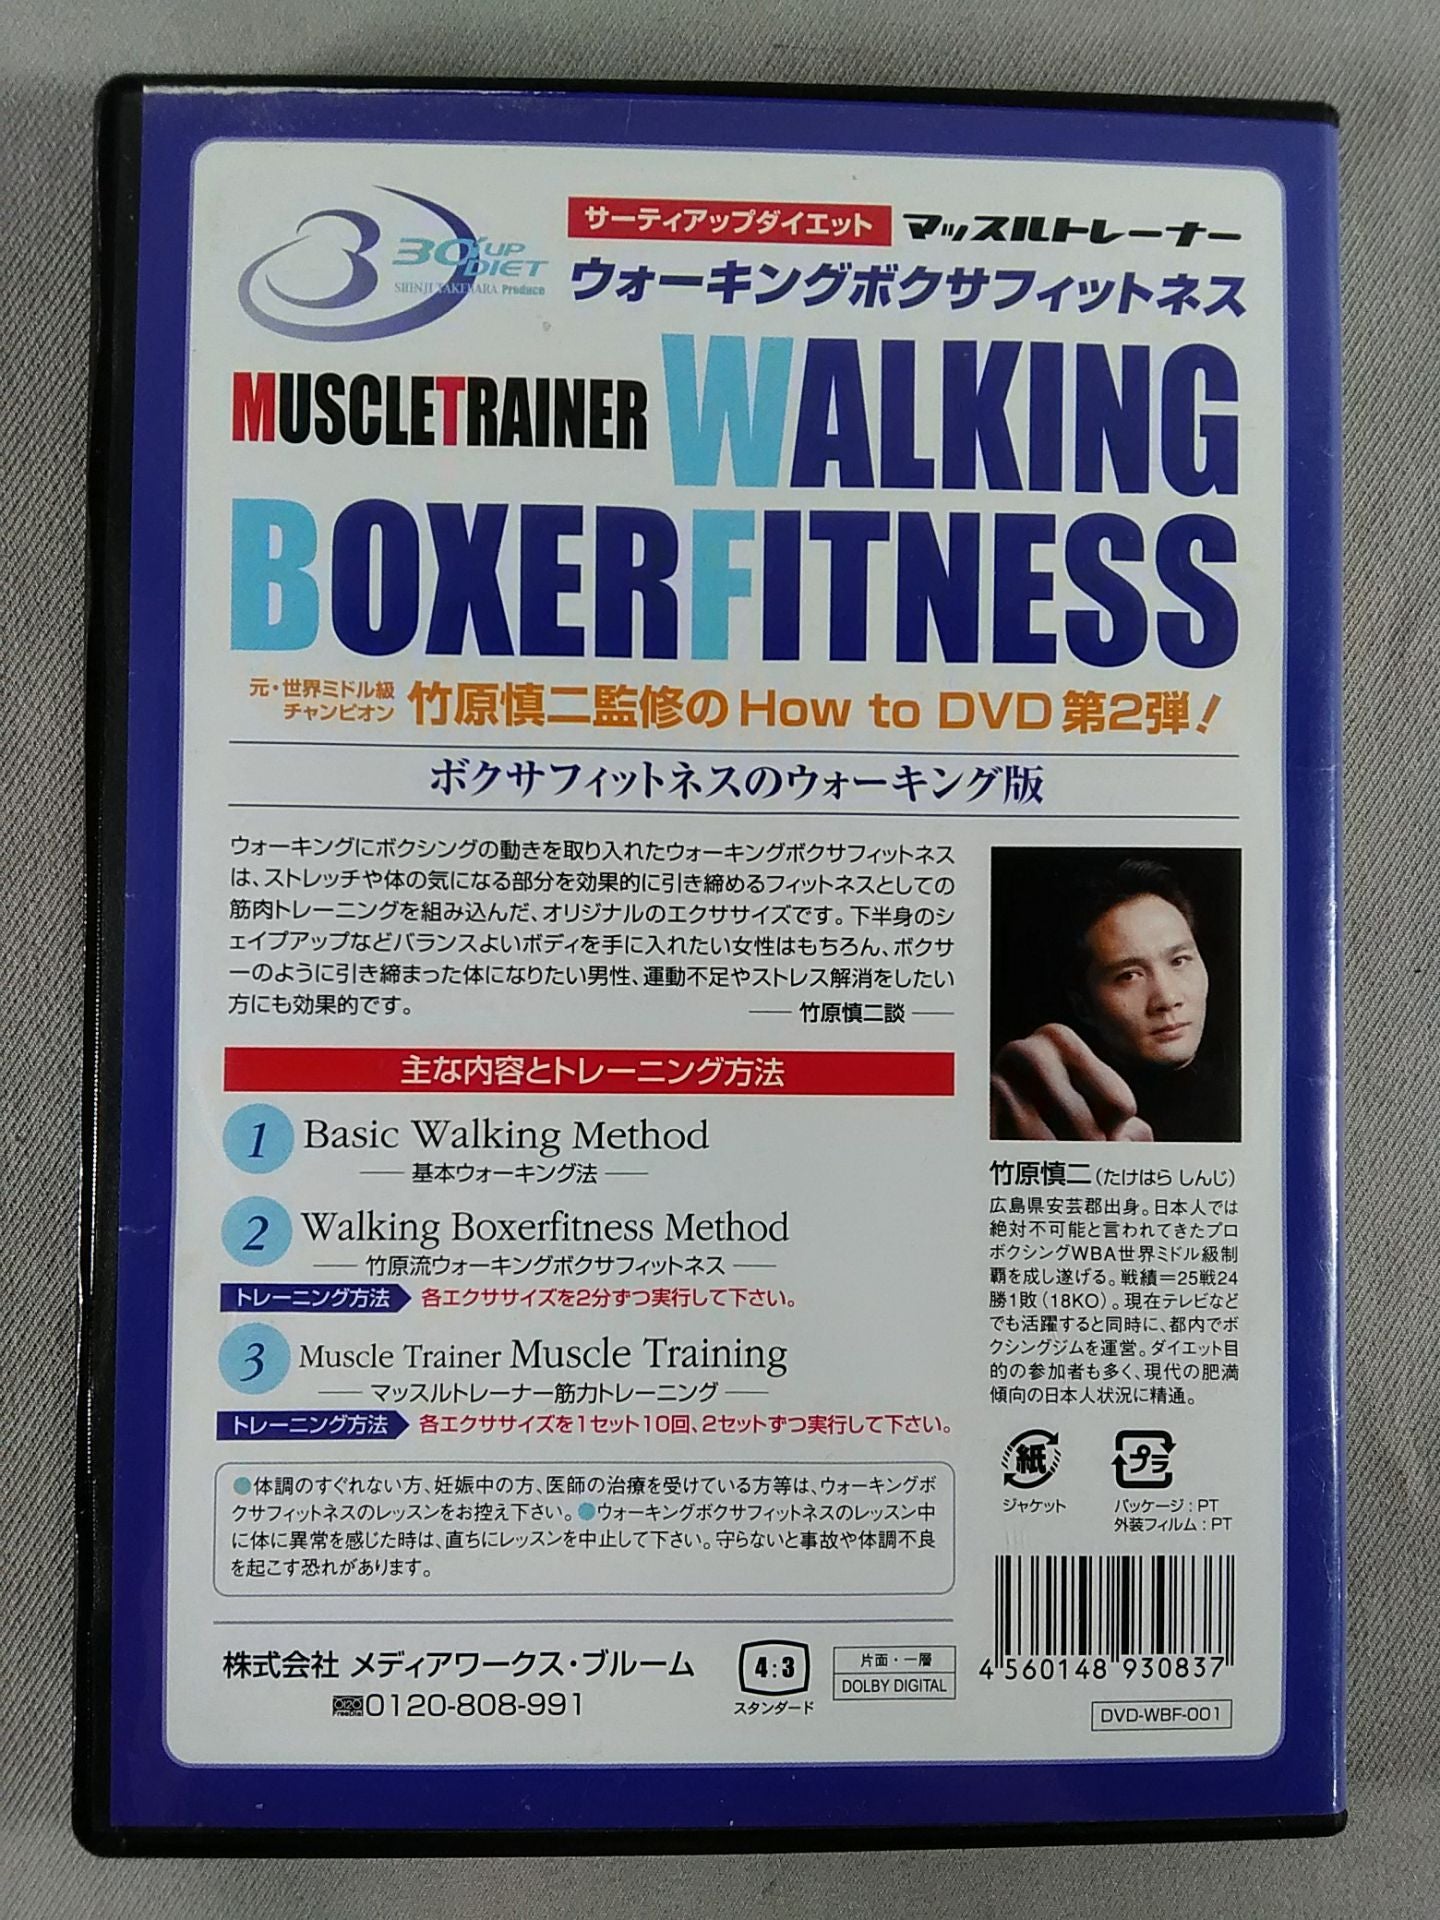 30'UP
DIET
SHINJI TAKEHARA Produce
サーティアップダイエット マッスルトレーナー
ウォーキングボクサフィットネス
MUSCLETRAINER WALKING
BOXERFITNESS
元・世界ミドル級
チャンピオン
竹原慎二監修のHow to DVD 第2弾!
ボクサフィットネスのウォーキング版
ウォーキングにボクシングの動きを取り入れたウォーキングボクサフィットネス
は、ストレッチや体の気になる部分を効果的に引き締めるフィットネスとしての
筋肉トレーニングを組み込んだ、オリジナルのエクササイズです。下半身のシ
ェイプアップなどバランスよいボディを手に入れたい女性はもちろん、ボクサ
ーのように引き締まった体になりたい男性、運動不足やストレス解消をしたい
方にも効果的です。
── 竹原慎二談 ──
主な内容とトレーニング方法
1 Basic Walking Method
── 基本ウォーキング法 ──
2 Walking Boxerfitness Method
── 竹原流ウォーキングボクサフィットネス ──
トレーニング方法 各エクササイズを2分ずつ実行して下さい。
3 Muscle Trainer Muscle Training
── マッスルトレーナー筋力トレーニング ──
トレーニング方法 各エクササイズを1セット10回、2セットずつ実行して下さい。
●体調のすぐれない方、妊娠中の方、医師の治療を受けている方等は、ウォーキングボ
クサフィットネスのレッスンをお控え下さい。●ウォーキングボクサフィットネスのレッスン中
に体に異常を感じた時は、直ちにレッスンを中止して下さい。守らないと事故や体調不良
を起こす恐れがあります。
竹原慎二(たけはら しんじ)
広島県安芸郡出身。日本人では
絶対不可能と言われてきたプロ
ボクシングWBA世界ミドル級制
覇を成し遂げる。戦績=25戦24
勝1敗(18KO)。現在テレビなど
でも活躍すると同時に、都内でボ
クシングジムを運営。ダイエット目
的の参加者も多く、現代の肥満
傾向の日本人状況に精通。
紙
ジャケット
プラ
パッケージ:PT
外装フィルム:PT
株式会社 メディアワークス・ブルーム
0120-808-991
4:3
スタンダード
片面・一層
DOLBY DIGITAL
4 560148 930837
DVD-WBF-001